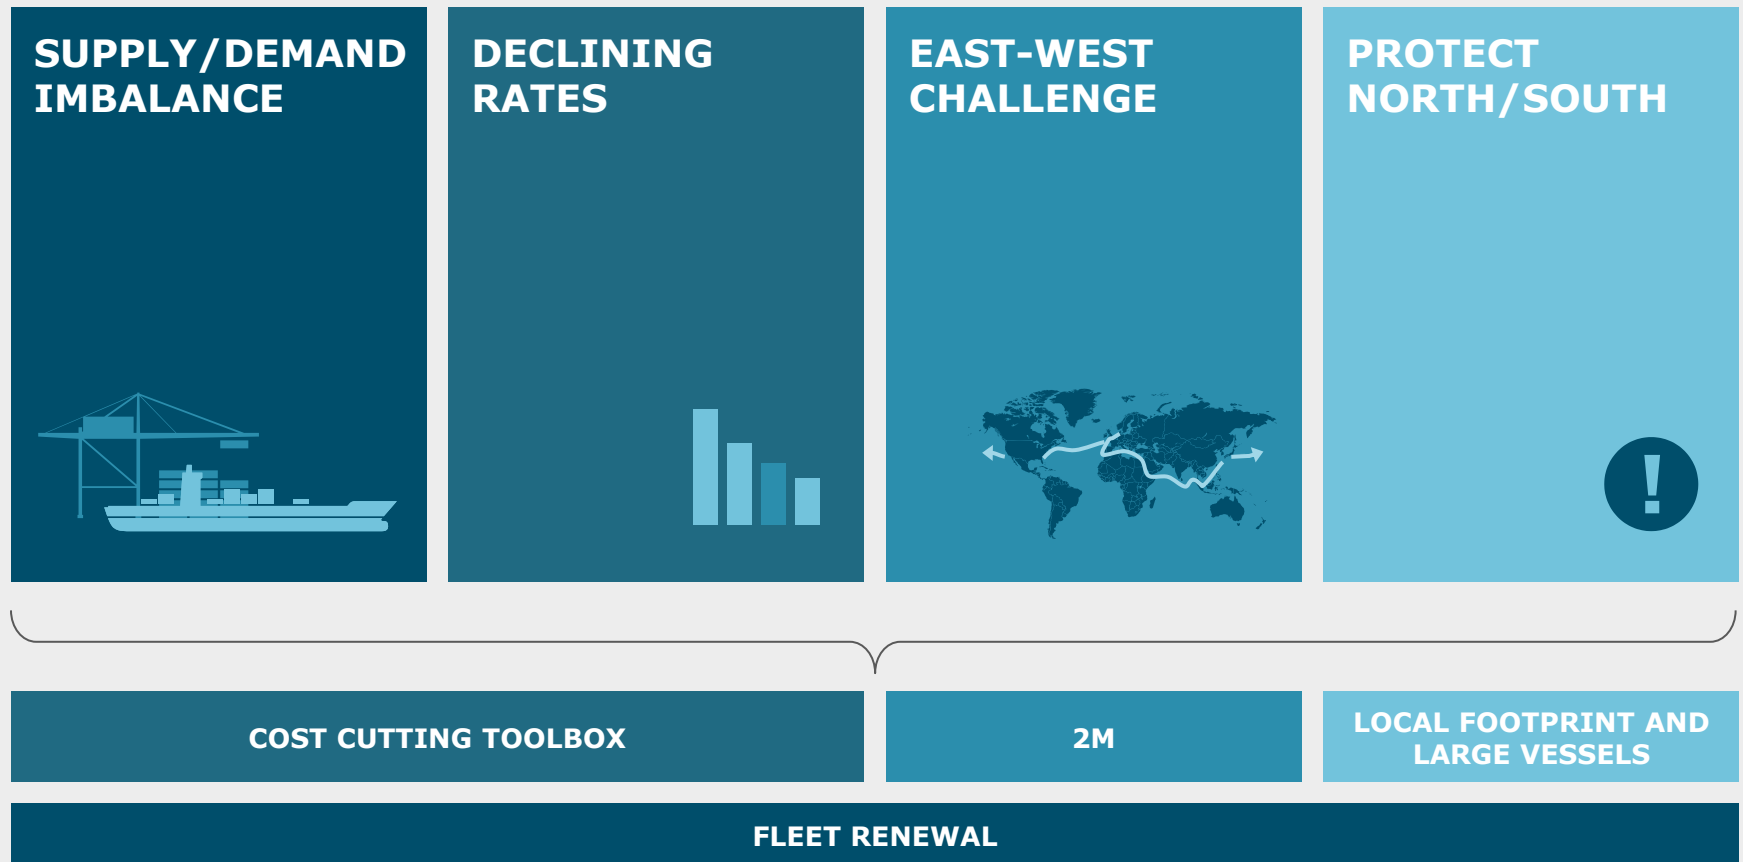 SUPPLY/DEMAND
IMBALANCE
DECLINING
RATES
EAST-WEST
CHALLENGE
PROTECT
NORTH/SOUTH
!
COST CUTTING TOOLBOX
2M
LOCAL FOOTPRINT AND
LARGE VESSELS
FLEET RENEWAL